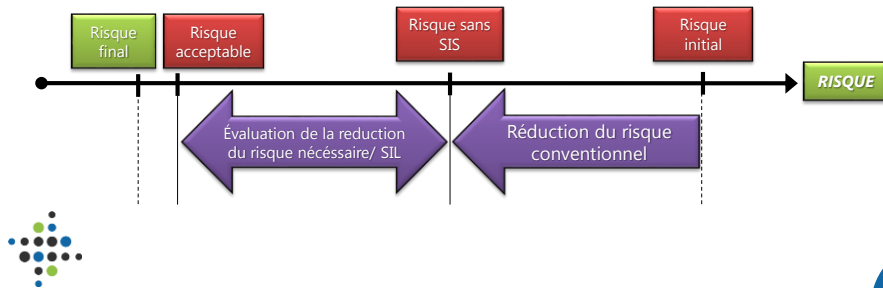 Risque
final
Risque
acceptable
Risque sans
SIS
Risque
initial
RISQUE
Évaluation de la reduction
du risque nécéssaire/ SIL
Réduction du risque
conventionnel